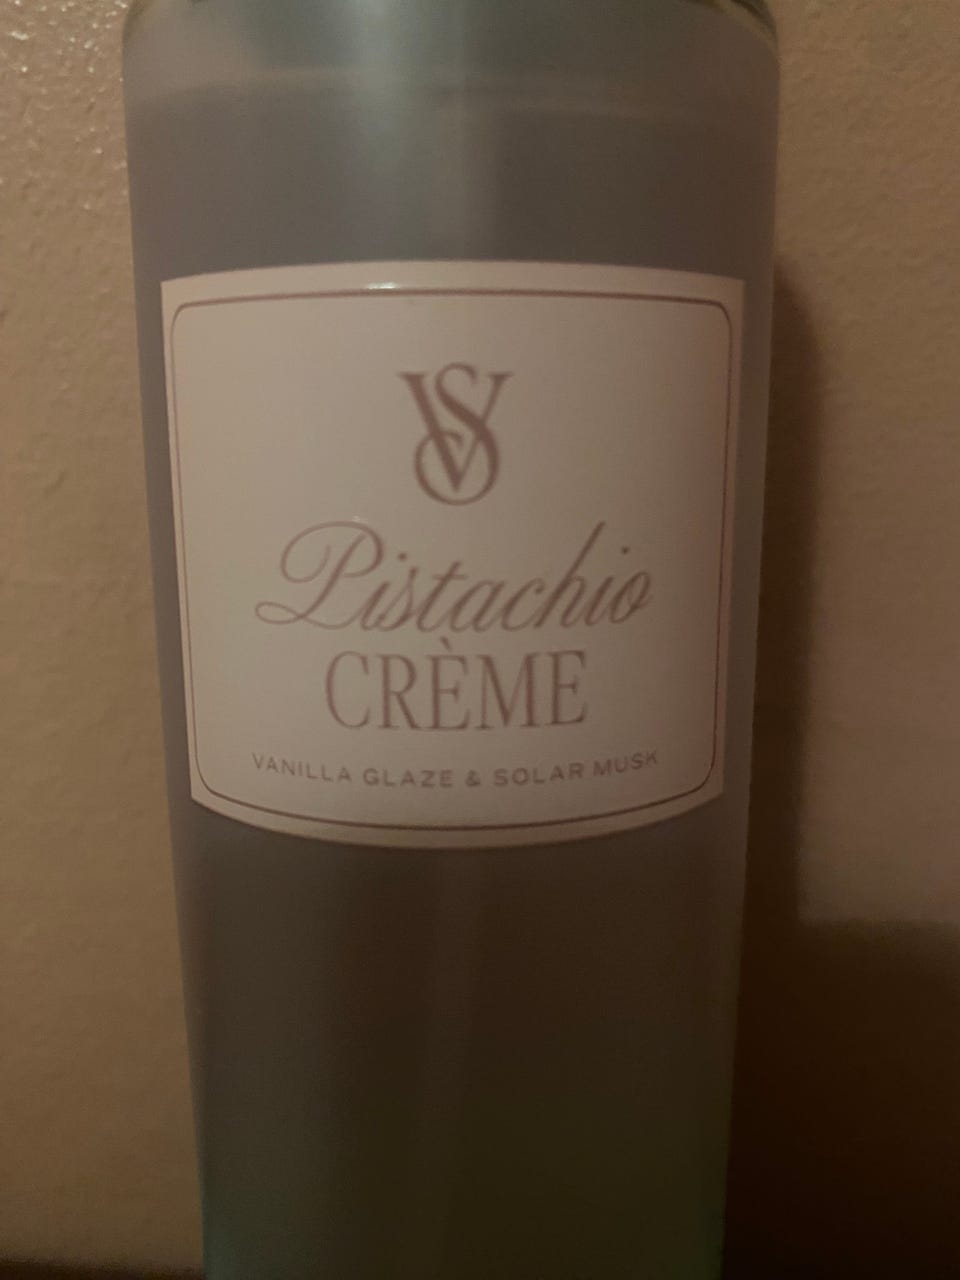 VS
Pistachio
CRÈME
VANILLA GLAZE & SOLAR MUSK